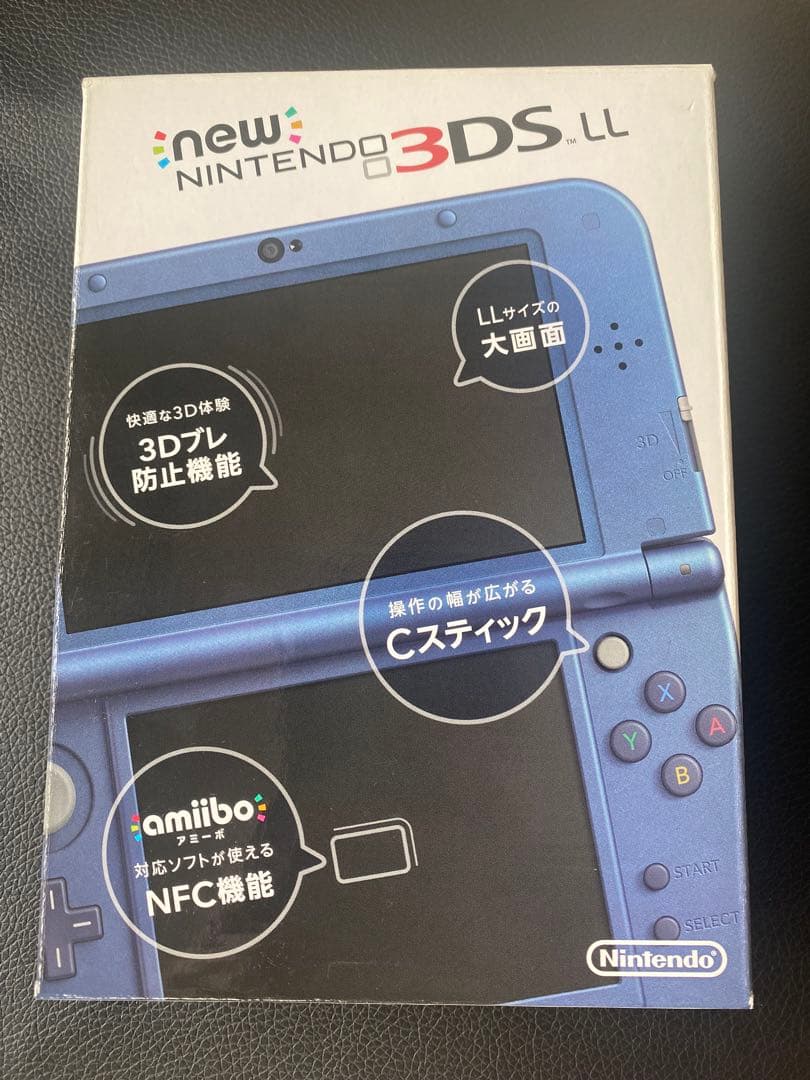 new
NINTENDO 3DS™ LL
LLサイズの
大画面
快適な3D体験
3Dブレ
防止機能
3D
OFF
操作の幅が広がる
Cスティック
X
Y
A
B
amiibo
アミーボ
対応ソフトが使える
NFC機能
START
SELECT
Nintendo